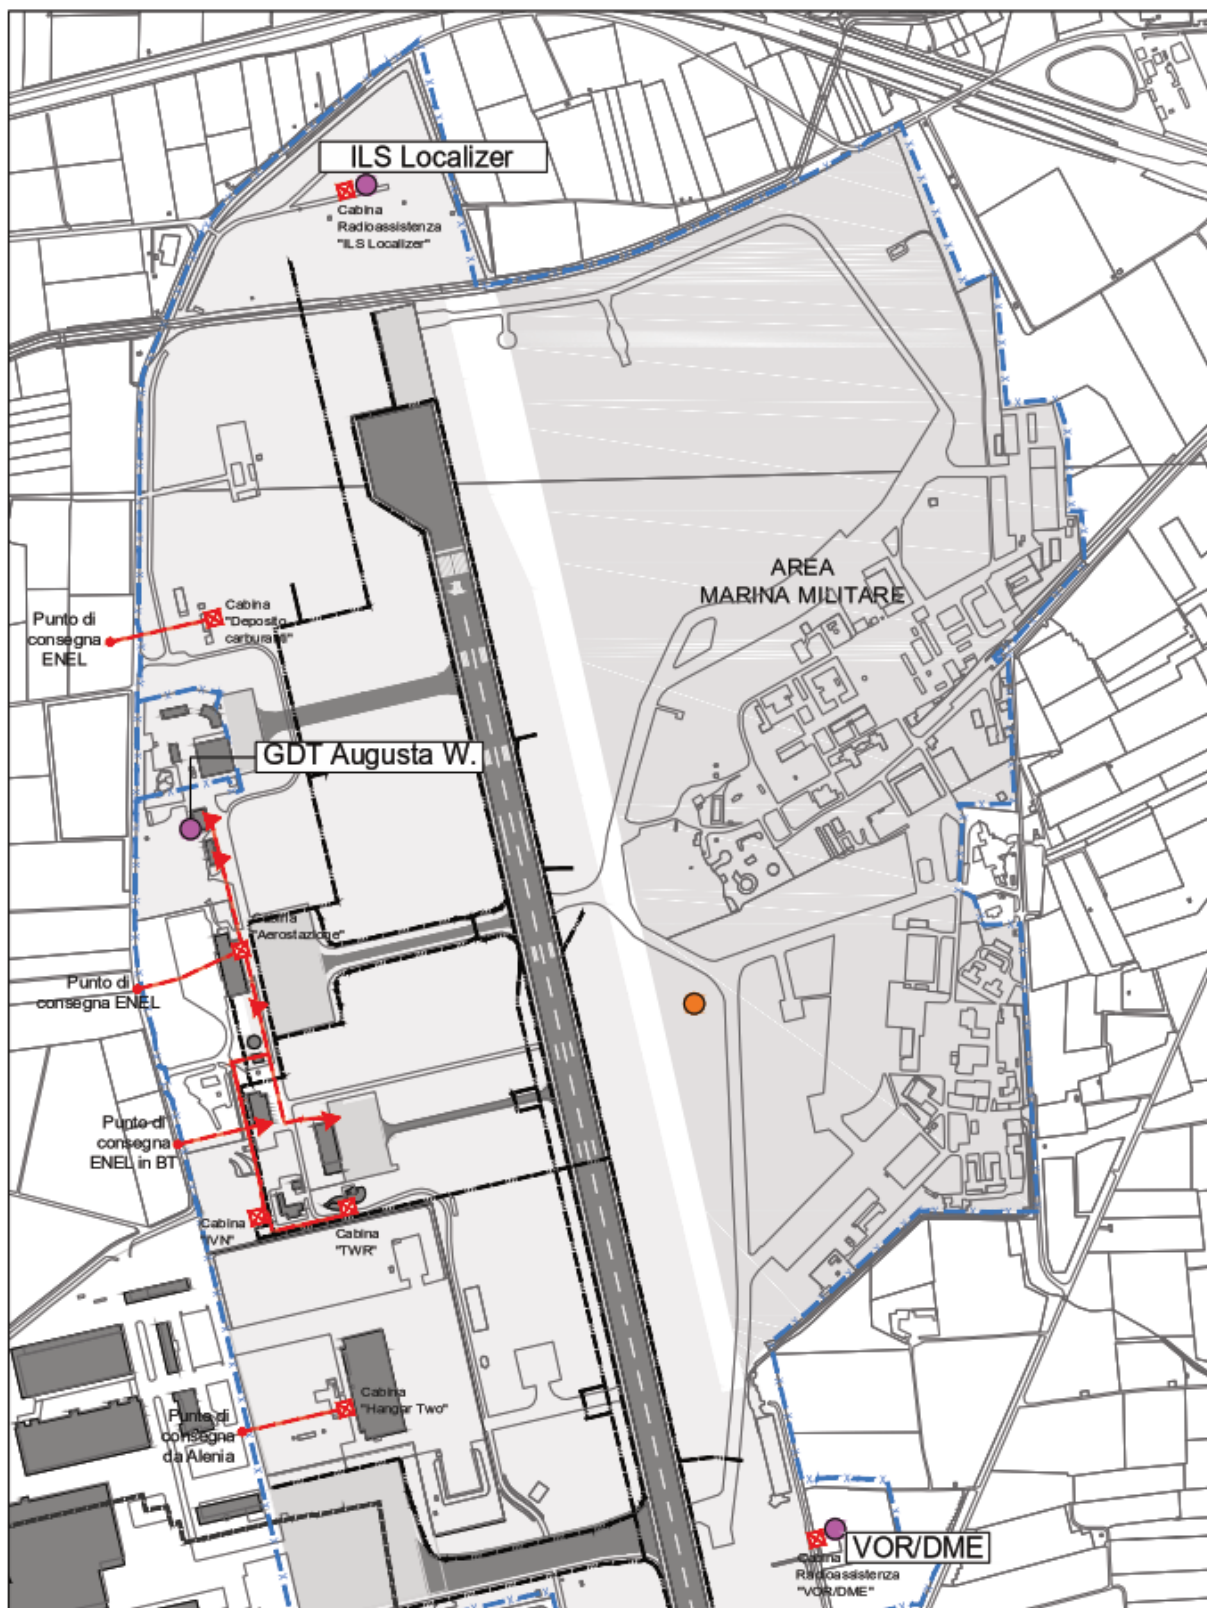 ILS Localizer
Cabina
Radioassistenza
"ILS Localizer"
AREA
MARINA MILITARE
Punto di
consegna
ENEL
Cabina
"Deposito
carburanti"
GDT Augusta W.
Cabina
"Aerostazione"
Punto di
consegna ENEL
Punto di
consegna
ENEL in BT
Cabina
"IVN"
Cabina
"TWR"
Cabina
"Hangar Two"
Punto di
consegna
da Alenia
VOR/DME
Cabina
Radioassistenza
"VOR/DME"